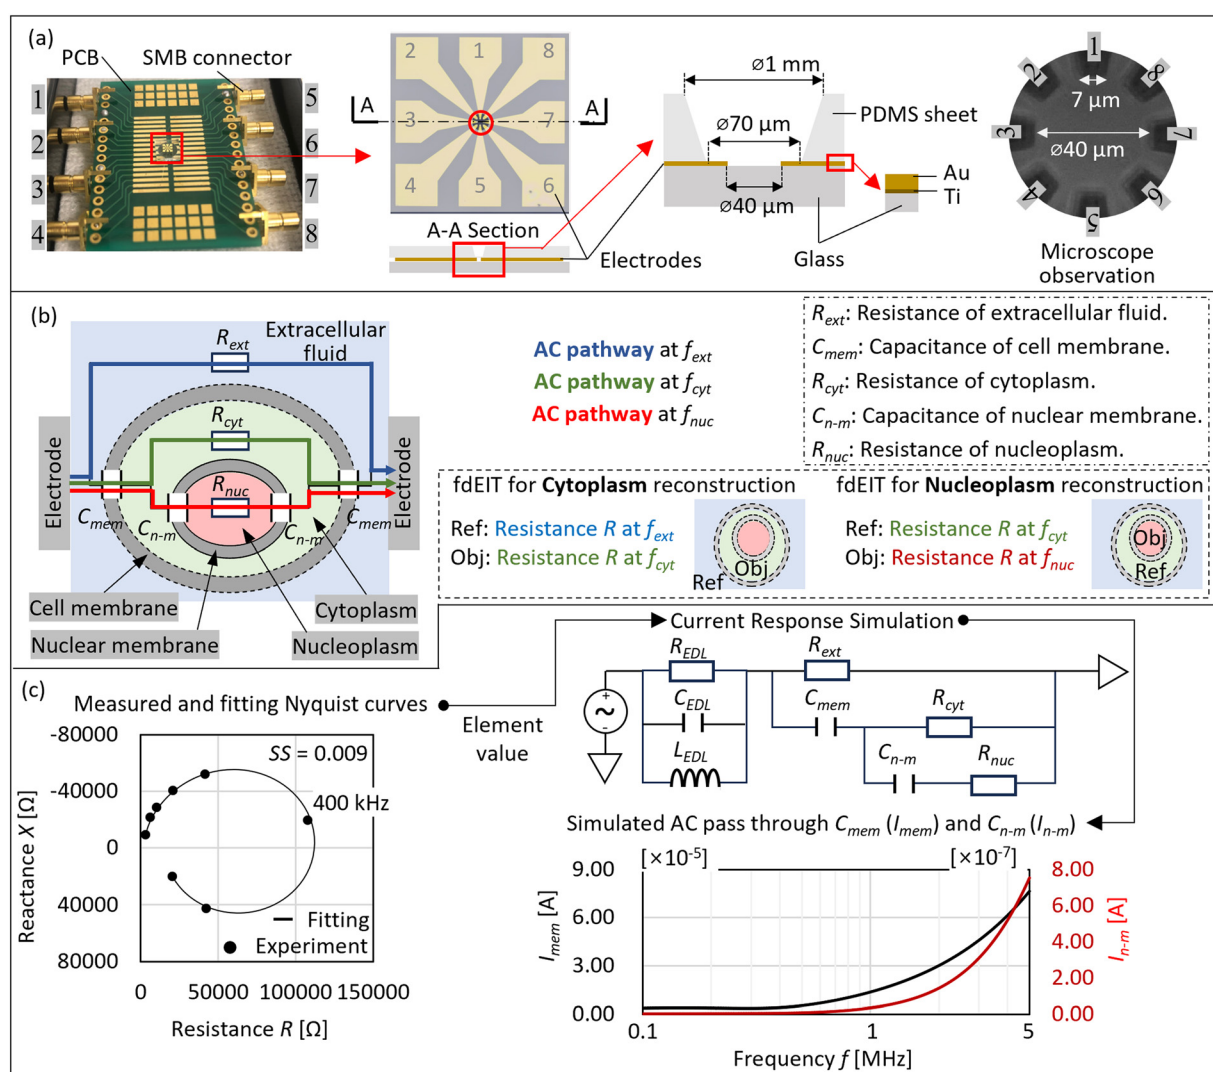 (a)
PCB
SMB connector
1
2
3
4
5
6
7
8
2
1
8
A
A
3
7
4
5
6
A-A Section
Electrodes
⌀1 mm
⌀70 µm
⌀40 µm
PDMS sheet
Au
Ti
Glass
1
2
8
7 µm
3
7
⌀40 µm
4
6
5
Microscope
observation
(b)
Extracellular
fluid
R_ext
R_cyt
R_nuc
Electrode
Electrode
C_mem
C_n-m
C_n-m
C_mem
Cell membrane
Cytoplasm
Nuclear membrane
Nucleoplasm
AC pathway at f_ext
AC pathway at f_cyt
AC pathway at f_nuc
R_ext: Resistance of extracellular fluid.
C_mem: Capacitance of cell membrane.
R_cyt: Resistance of cytoplasm.
C_n-m: Capacitance of nuclear membrane.
R_nuc: Resistance of nucleoplasm.
fdEIT for Cytoplasm reconstruction
Ref: Resistance R at f_ext
Obj: Resistance R at f_cyt
Obj
Ref
fdEIT for Nucleoplasm reconstruction
Ref: Resistance R at f_cyt
Obj: Resistance R at f_nuc
Obj
Ref
(c)
Measured and fitting Nyquist curves
Element
value
Current Response Simulation
-80000
-40000
0
40000
80000
Reactance X [Ω]
SS = 0.009
400 kHz
Fitting
Experiment
0
50000
100000
150000
Resistance R [Ω]
R_EDL
C_EDL
L_EDL
+
~
-
R_ext
C_mem
R_cyt
C_n-m
R_nuc
Simulated AC pass through C_mem (I_mem) and C_n-m (I_n-m)
[×10⁻⁵]
[×10⁻⁷]
9.00
6.00
3.00
0.00
I_mem [A]
8.00
6.00
4.00
2.00
0.00
I_n-m [A]
0.1
1
5
Frequency f [MHz]